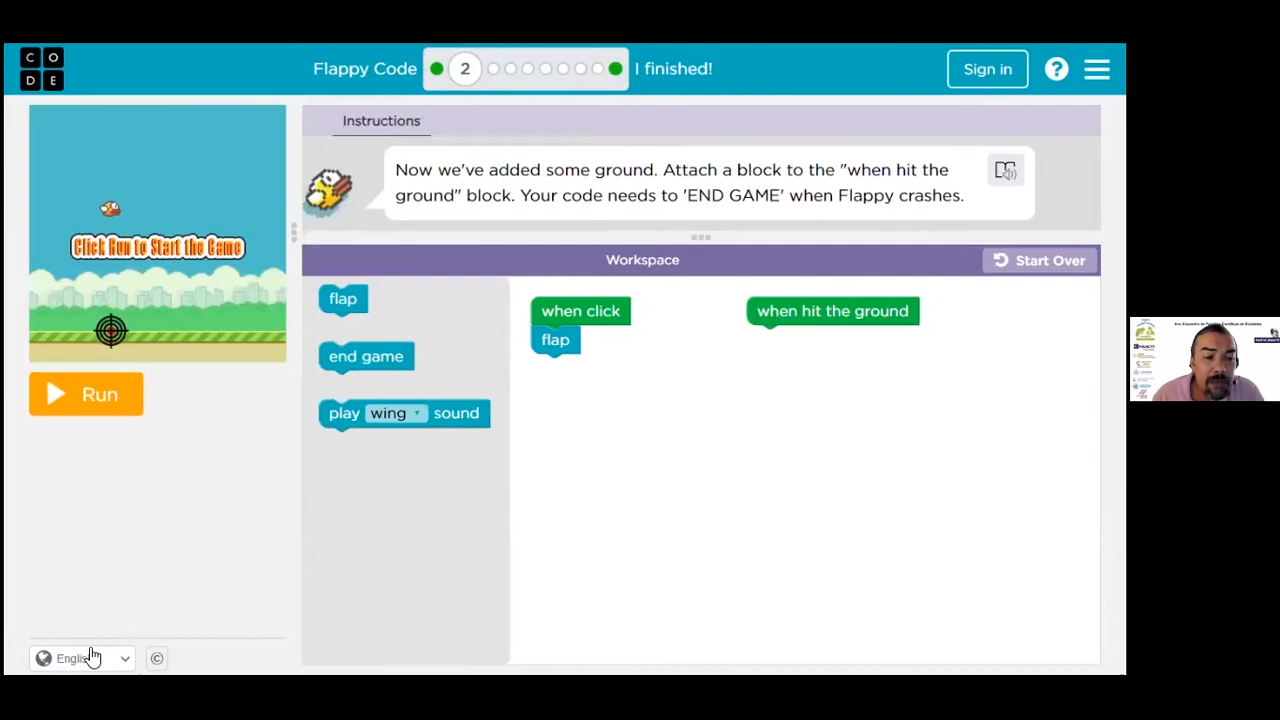 C O
D E
Flappy Code
2
I finished!
Sign in
?
Instructions
Now we've added some ground. Attach a block to the "when hit the
ground" block. Your code needs to 'END GAME' when Flappy crashes.
Click Run to Start the Game
Workspace
Start Over
flap
end game
play wing sound
when click
flap
when hit the ground
Run
©